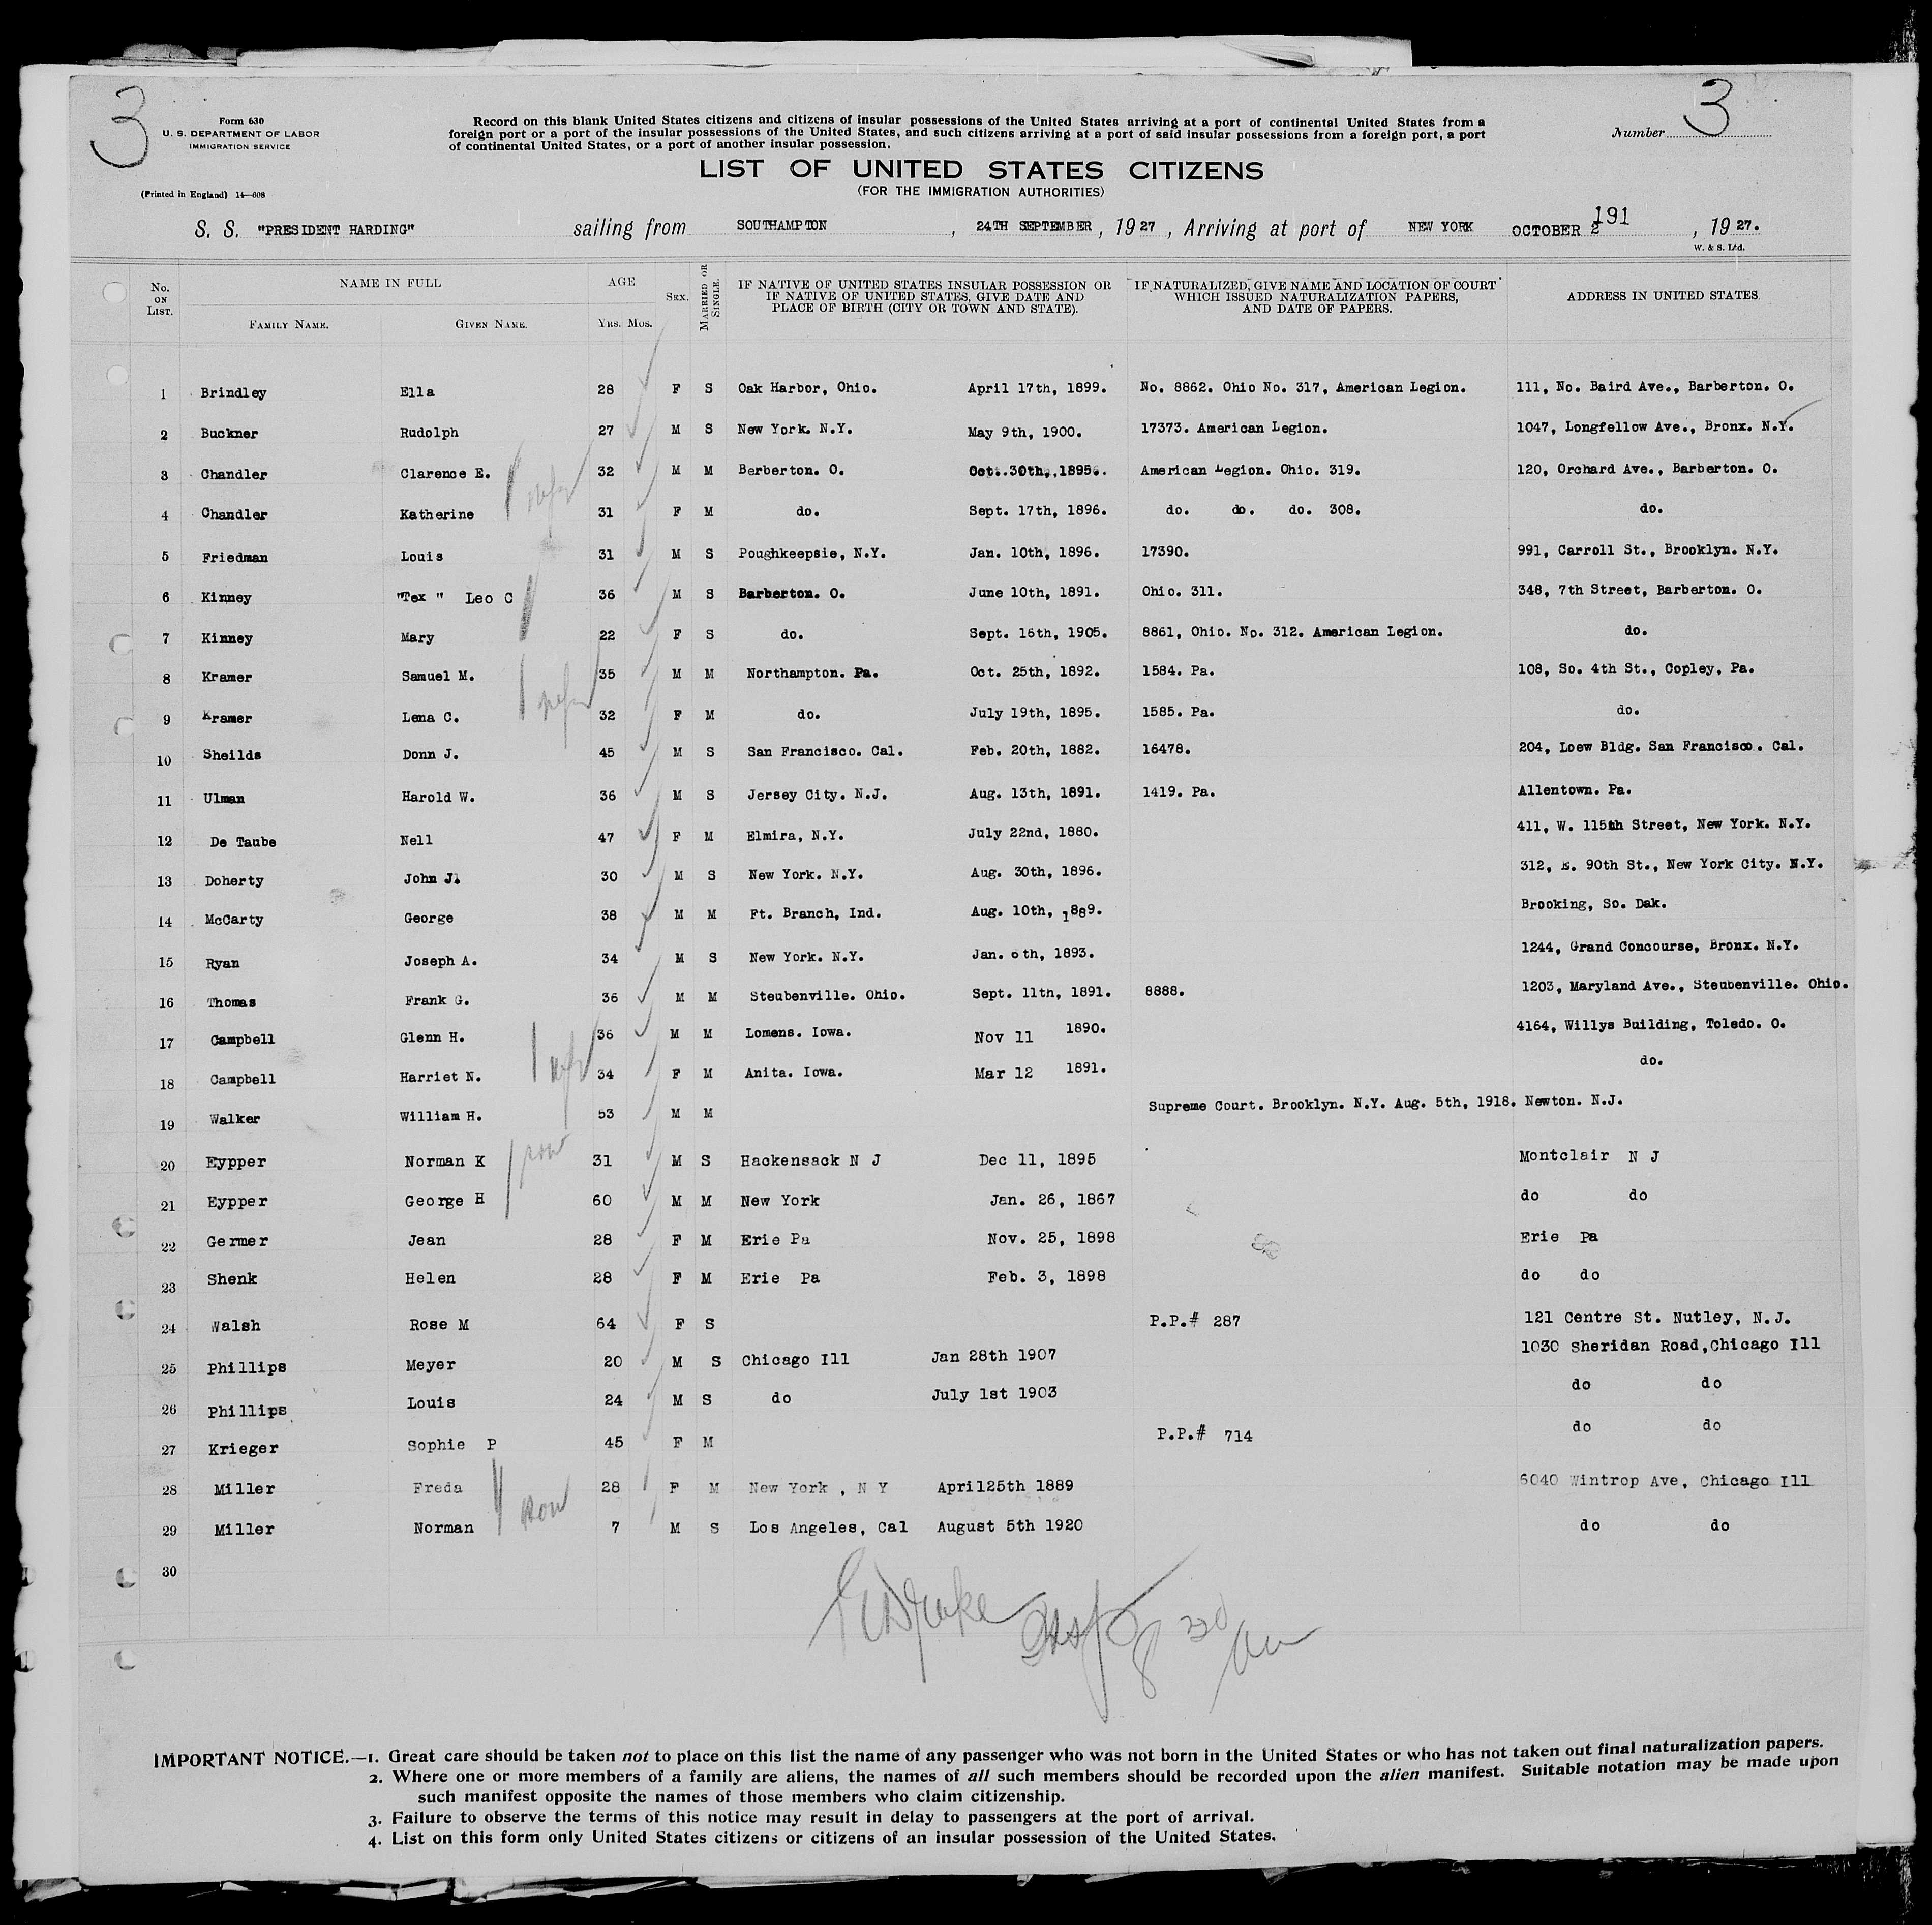 3
Form 630
U. S. DEPARTMENT OF LABOR
IMMIGRATION SERVICE
(Printed in England) 14—608
Record on this blank United States citizens and citizens of insular possessions of the United States arriving at a port of continental United States from a
foreign port or a port of the insular possessions of the United States, and such citizens arriving at a port of said insular possessions from a foreign port, a port
of continental United States, or a port of another insular possession.
Number 3
LIST OF UNITED STATES CITIZENS
(FOR THE IMMIGRATION AUTHORITIES)
S. S. "PRESIDENT HARDING" sailing from SOUTHAMPTON, 24TH SEPTEMBER, 1927, Arriving at port of NEW YORK OCTOBER 2 191, 1927.
W. & S. Ltd.
No. ON LIST. NAME IN FULL AGE SEX. MARRIED OR SINGLE. IF NATIVE OF UNITED STATES INSULAR POSSESSION OR IF NATIVE OF UNITED STATES, GIVE DATE AND PLACE OF BIRTH (CITY OR TOWN AND STATE). IF NATURALIZED, GIVE NAME AND LOCATION OF COURT WHICH ISSUED NATURALIZATION PAPERS, AND DATE OF PAPERS. ADDRESS IN UNITED STATES
FAMILY NAME. GIVEN NAME. YRS. MOS.
1 Brindley Ella 28 F S Oak Harbor, Ohio. April 17th, 1899. No. 8862. Ohio No. 317, American Legion. 111, No. Baird Ave., Barberton. O.
2 Buckner Rudolph 27 M S New York. N.Y. May 9th, 1900. 17373. American Legion. 1047, Longfellow Ave., Bronx. N.Y.
3 Chandler Clarence E. 32 M M Berberton. O. Oct. 30th, 1895. American Legion. Ohio. 319. 120, Orchard Ave., Barberton. O.
4 Chandler Katherine 31 F M do. Sept. 17th, 1896. do. do. do. 308. do.
5 Friedman Louis 31 M S Poughkeepsie, N.Y. Jan. 10th, 1896. 17390. 991, Carroll St., Brooklyn. N.Y.
6 Kinney "Tex " Leo C 36 M S Barberton. O. June 10th, 1891. Ohio. 311. 348, 7th Street, Barberton. O.
7 Kinney Mary 22 F S do. Sept. 16th, 1905. 8861, Ohio. No. 312. American Legion. do.
8 Kramer Samuel M. 35 M M Northampton. Pa. Oct. 25th, 1892. 1584. Pa. 108, So. 4th St., Copley, Pa.
9 Kramer Lena C. 32 F M do. July 19th, 1895. 1585. Pa. do.
10 Sheilds Donn J. 45 M S San Francisco. Cal. Feb. 20th, 1882. 16478. 204, Loew Bldg. San Francisco. Cal.
11 Ulman Harold W. 36 M S Jersey City. N.J. Aug. 13th, 1891. 1419. Pa. Allentown. Pa.
12 De Taube Nell 47 F M Elmira, N.Y. July 22nd, 1880. 411, W. 115th Street, New York. N.Y.
13 Doherty John J. 30 M S New York. N.Y. Aug. 30th, 1896. 312, E. 90th St., New York City. N.Y.
14 McCarty George 38 M M Ft. Branch, Ind. Aug. 10th, 1889. Brooking, So. Dak.
15 Ryan Joseph A. 34 M S New York. N.Y. Jan. 6th, 1893. 1244, Grand Concourse, Bronx. N.Y.
16 Thomas Frank G. 36 M M Steubenville. Ohio. Sept. 11th, 1891. 8888. 1203, Maryland Ave., Steubenville. Ohio.
17 Campbell Glenn H. 36 M M Lomens. Iowa. Nov 11 1890. 4164, Willys Building, Toledo. O.
18 Campbell Harriet N. 34 F M Anita. Iowa. Mar 12 1891. do.
19 Walker William H. 53 M M Supreme Court. Brooklyn. N.Y. Aug. 5th, 1918. Newton. N.J.
20 Eypper Norman K 31 M S Hackensack N J Dec 11, 1895 Montclair N J
21 Eypper George H 60 M M New York Jan. 26, 1867 do do
22 Germer Jean 28 F M Erie Pa Nov. 25, 1898 Erie Pa
23 Shenk Helen 28 F M Erie Pa Feb. 3, 1898 do do
24 Walsh Rose M 64 F S P.P.# 287 121 Centre St. Nutley, N.J.
25 Phillips Meyer 20 M S Chicago Ill Jan 28th 1907 1030 Sheridan Road,Chicago Ill
26 Phillips Louis 24 M S do July 1st 1903 do do
27 Krieger Sophie P 45 F M P.P.# 714 do do
28 Miller Freda 28 F M New York , N Y April25th 1889 6040 Wintrop Ave, Chicago Ill
29 Miller Norman 7 M S Los Angeles, Cal August 5th 1920 do do
30
IMPORTANT NOTICE.—1. Great care should be taken not to place on this list the name of any passenger who was not born in the United States or who has not taken out final naturalization papers.
2. Where one or more members of a family are aliens, the names of all such members should be recorded upon the alien manifest. Suitable notation may be made upon
such manifest opposite the names of those members who claim citizenship.
3. Failure to observe the terms of this notice may result in delay to passengers at the port of arrival.
4. List on this form only United States citizens or citizens of an insular possession of the United States.